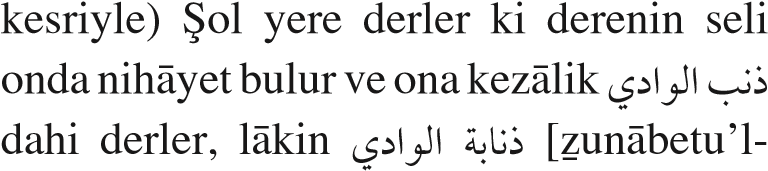 kesriyle) Şol yere derler ki derenin seli
onda nihāyet bulur ve ona kezālik ذنب الوادي
dahi derler, lākin ذنابة الوادي [ẕunābetu’l-